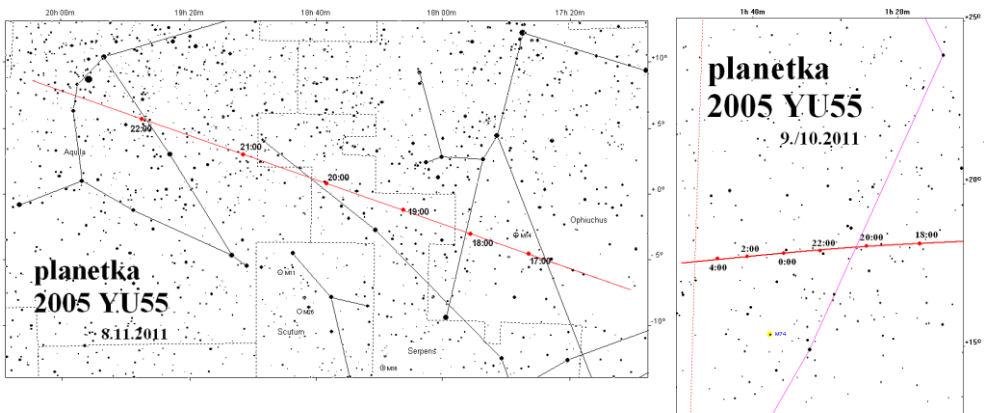 20h 00m 19h 20m 18h 40m 18h 00m 17h 20m
+10°
22:00
+5°
21:00
Aquila
20:00
+0°
19:00
Ophiuchus
18:00
M14
17:00
-5°
M11
planetka
2005 YU55
8.11.2011
M26
Scutum
-10°
Serpens
M16
1h 40m 1h 20m
+25°
planetka
2005 YU55
9./10.2011
+20°
4:00 2:00 0:00 22:00 20:00 18:00
M74
+15°